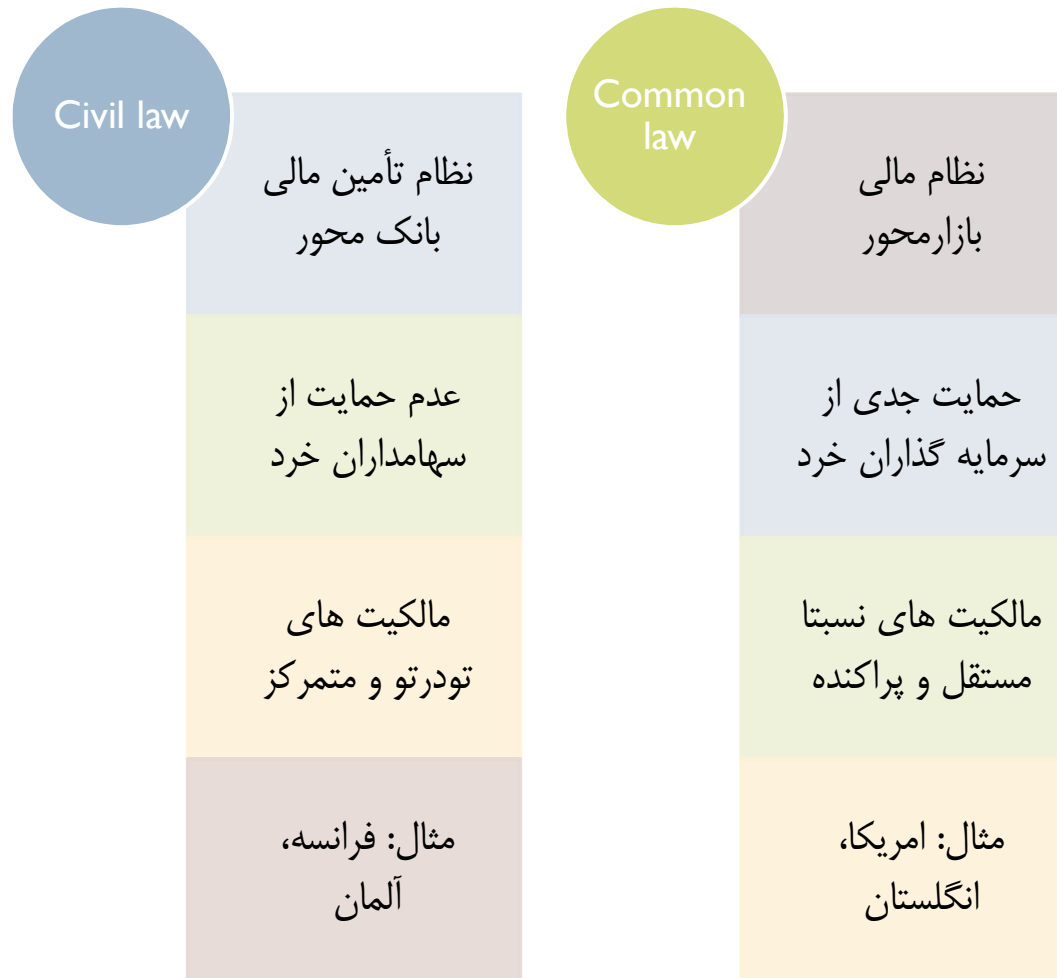 Civil law
نظام تأمین مالی
بانک محور
عدم حمایت از
سهامداران خرد
مالکیت های
تودرتو و متمرکز
مثال: فرانسه،
آلمان
Common
law
نظام مالی
بازارمحور
حمایت جدی از
سرمایه گذاران خرد
مالکیت های نسبتا
مستقل و پراکنده
مثال: امریکا،
انگلستان